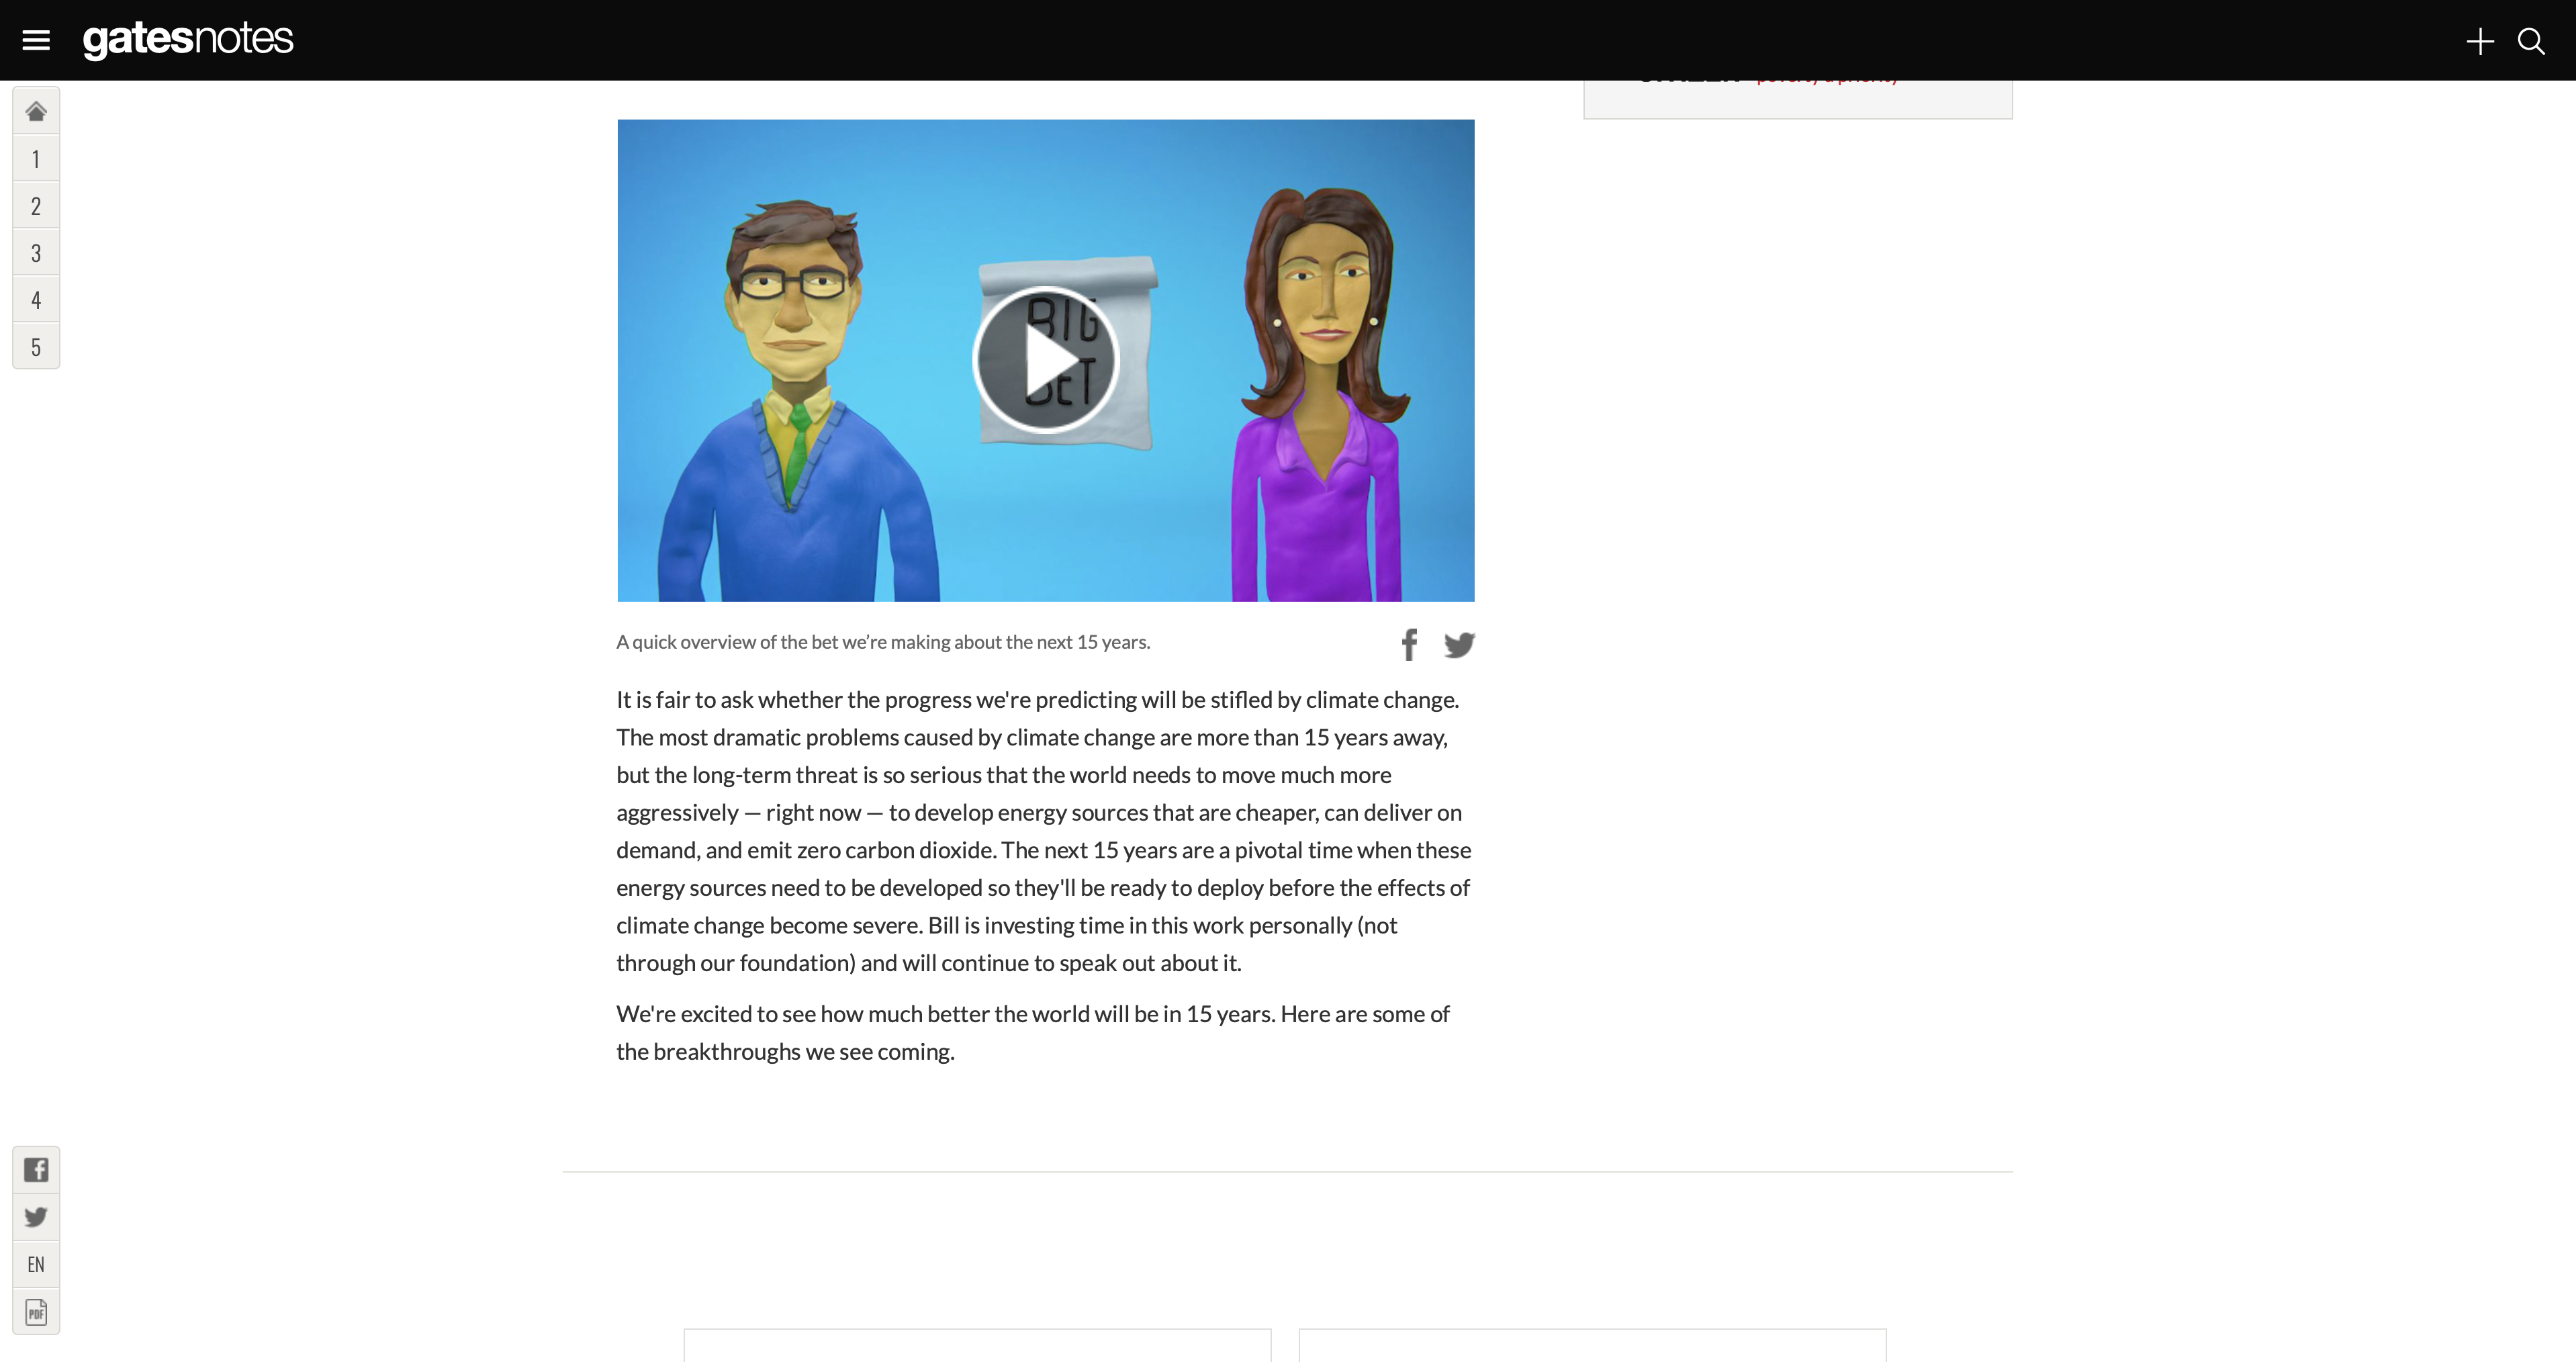 gatesnotes
poverty a priority
1
2
3
4
5
BIG
BET
A quick overview of the bet we’re making about the next 15 years.
It is fair to ask whether the progress we're predicting will be stifled by climate change.
The most dramatic problems caused by climate change are more than 15 years away,
but the long-term threat is so serious that the world needs to move much more
aggressively — right now — to develop energy sources that are cheaper, can deliver on
demand, and emit zero carbon dioxide. The next 15 years are a pivotal time when these
energy sources need to be developed so they'll be ready to deploy before the effects of
climate change become severe. Bill is investing time in this work personally (not
through our foundation) and will continue to speak out about it.
We're excited to see how much better the world will be in 15 years. Here are some of
the breakthroughs we see coming.
EN
PDF